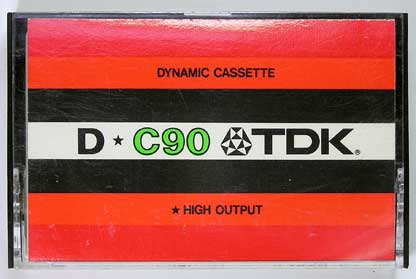 DYNAMIC CASSETTE
D ★ C90 TDK®
★ HIGH OUTPUT